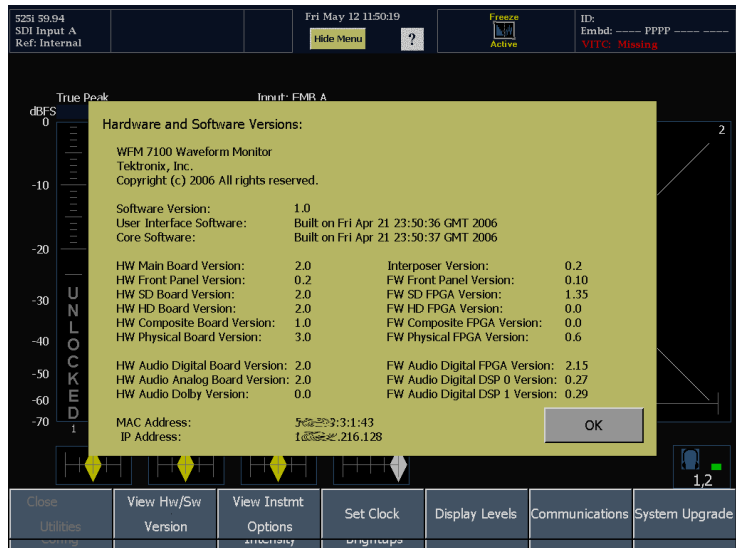 525i 59.94
SDI Input A
Ref: Internal
Fri May 12 11:50:19
Hide Menu
?
Freeze
Active
ID:
Embd: ---- PPPP ---- ----
VITC: Missing
True Peak
Input: EMB A
dBFS
0
-10
-20
-30
-40
-50
-60
-70
UNLOCKED
1
2
Hardware and Software Versions:
WFM 7100 Waveform Monitor
Tektronix, Inc.
Copyright (c) 2006 All rights reserved.
Software Version: 1.0
User Interface Software: Built on Fri Apr 21 23:50:36 GMT 2006
Core Software: Built on Fri Apr 21 23:50:37 GMT 2006
HW Main Board Version: 2.0 Interposer Version: 0.2
HW Front Panel Version: 0.2 FW Front Panel Version: 0.10
HW SD Board Version: 2.0 FW SD FPGA Version: 1.35
HW HD Board Version: 2.0 FW HD FPGA Version: 0.0
HW Composite Board Version: 1.0 FW Composite FPGA Version: 0.0
HW Physical Board Version: 3.0 FW Physical FPGA Version: 0.6
HW Audio Digital Board Version: 2.0 FW Audio Digital FPGA Version: 2.15
HW Audio Analog Board Version: 2.0 FW Audio Digital DSP 0 Version: 0.27
HW Audio Dolby Version: 0.0 FW Audio Digital DSP 1 Version: 0.29
MAC Address: :3:1:43
IP Address: .216.128
OK
1,2
Close
Utilities
Config
View Hw/Sw
Version
View Instmt
Options
Intensity
Set Clock
Brightups
Display Levels
Communications
System Upgrade